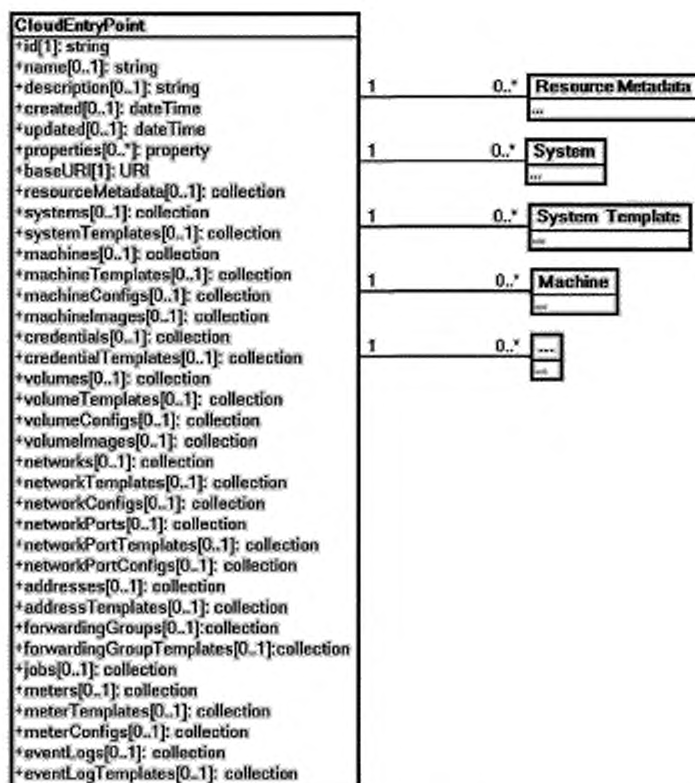 CloudEntryPoint
+id[1]: string
+name[0..1]: string
+description[0..1]: string
+created[0..1]: dateTime
+updated[0..1]: dateTime
+properties[0..*]: property
+baseURI[1]: URI
+resourceMetadata[0..1]: collection
+systems[0..1]: collection
+systemTemplates[0..1]: collection
+machines[0..1]: collection
+machineTemplates[0..1]: collection
+machineConfigs[0..1]: collection
+machineImages[0..1]: collection
+credentials[0..1]: collection
+credentialTemplates[0..1]: collection
+volumes[0..1]: collection
+volumeTemplates[0..1]: collection
+volumeConfigs[0..1]: collection
+volumeImages[0..1]: collection
+networks[0..1]: collection
+networkTemplates[0..1]: collection
+networkConfigs[0..1]: collection
+networkPorts[0..1]: collection
+networkPortTemplates[0..1]: collection
+networkPortConfigs[0..1]: collection
+addresses[0..1]: collection
+addressTemplates[0..1]: collection
+forwardingGroups[0..1]:collection
+forwardingGroupTemplates[0..1]:collection
+jobs[0..1]: collection
+meters[0..1]: collection
+meterTemplates[0..1]: collection
+meterConfigs[0..1]: collection
+eventLogs[0..1]: collection
+eventLogTemplates[0..1]: collection
1 0..* Resource Metadata
...
1 0..* System
...
1 0..* System Template
...
1 0..* Machine
...
1 0..* ...
...